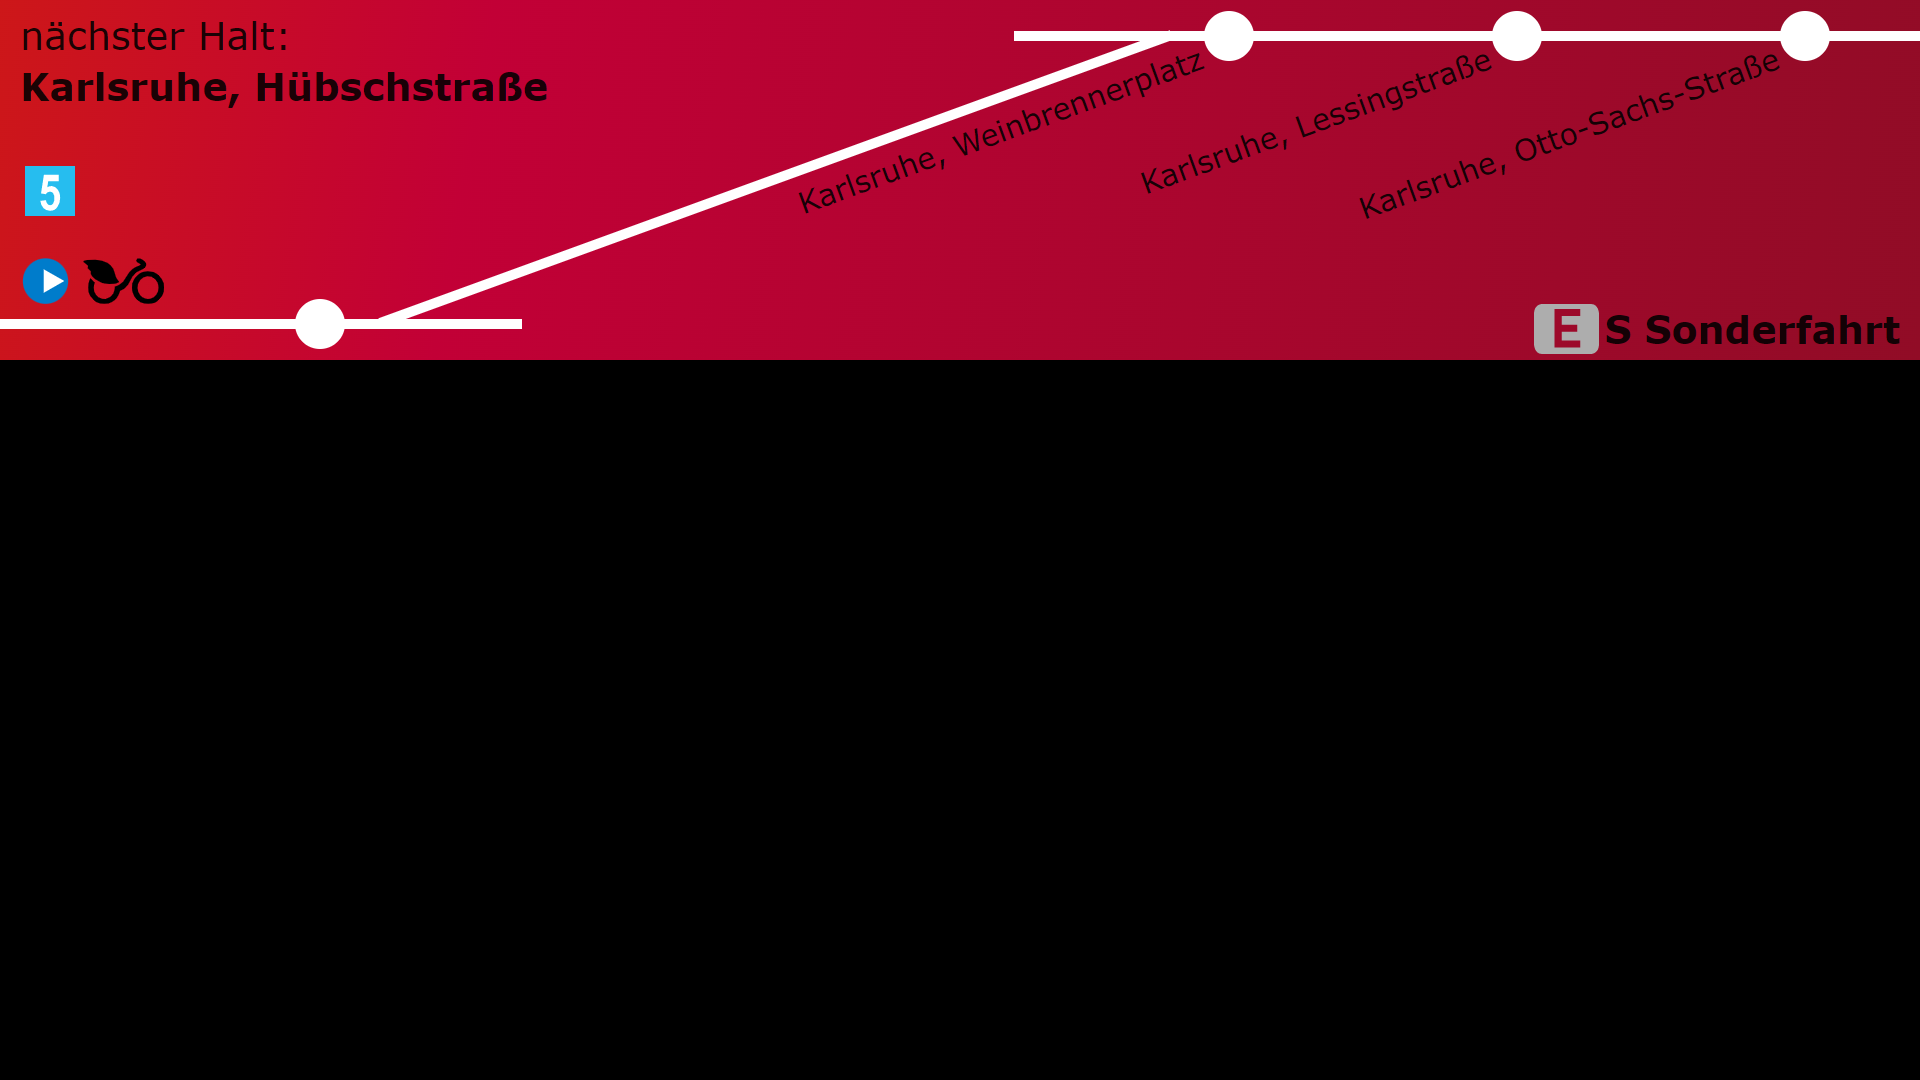 nächster Halt:
Karlsruhe, Hübschstraße
5
Karlsruhe, Weinbrennerplatz
Karlsruhe, Lessingstraße
Karlsruhe, Otto-Sachs-Straße
E S Sonderfahrt